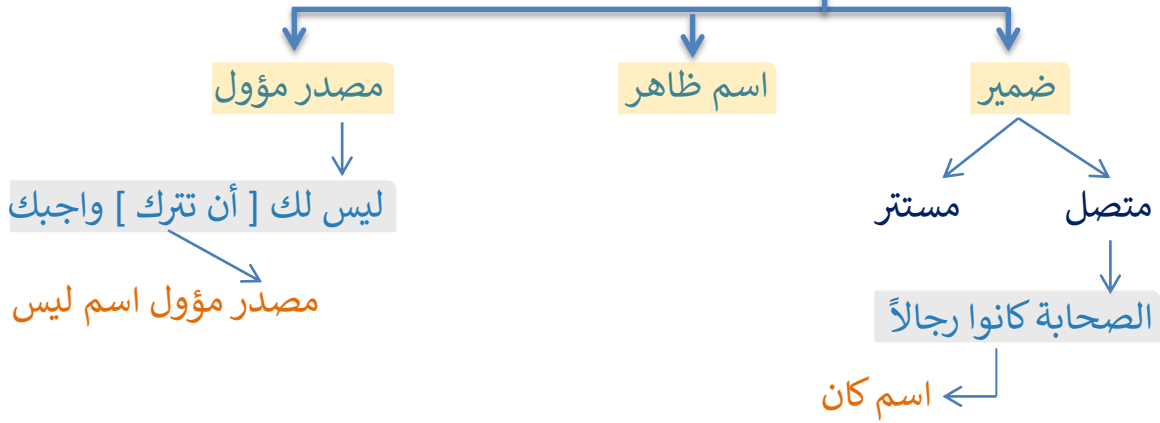 ضمير
اسم ظاهر
مصدر مؤول
متصل
مستتر
ليس لك [ أن تترك ] واجبك
الصحابة كانوا رجالاً
مصدر مؤول اسم ليس
اسم كان